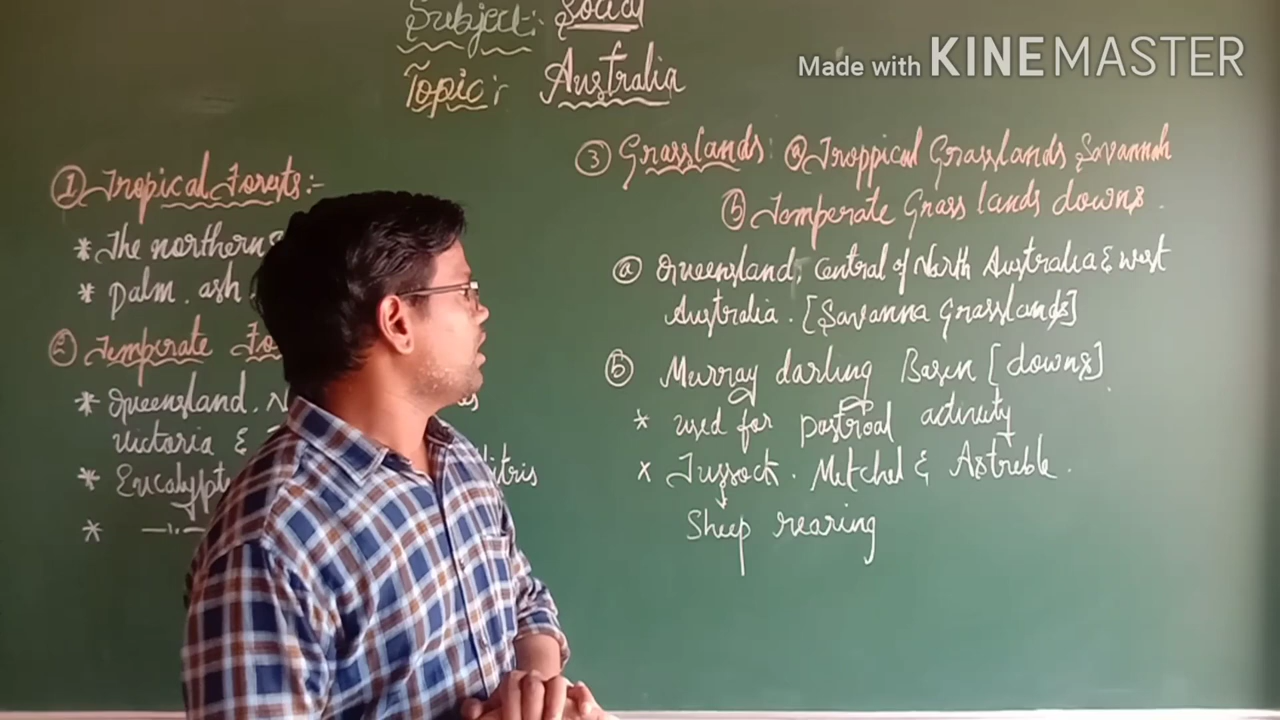 Subject:- Social
Made with KINEMASTER
Topic: Australia
① Tropical Forests:-
* The northern
* palm. ash
② Temperate
* Queensland.
victoria &
* Eucalypt
*
③ Grasslands: ⓐ Troppical Grasslands Savannah
ⓑ Temperate Grass lands downs.
ⓐ Queensland, central of North Australia & west
Australia. [Savanna Grasslands]
ⓑ Murray darling Basin [downs]
* used for pastroal activity
* Tussock. Mitchel & Astreble.
Sheep rearing